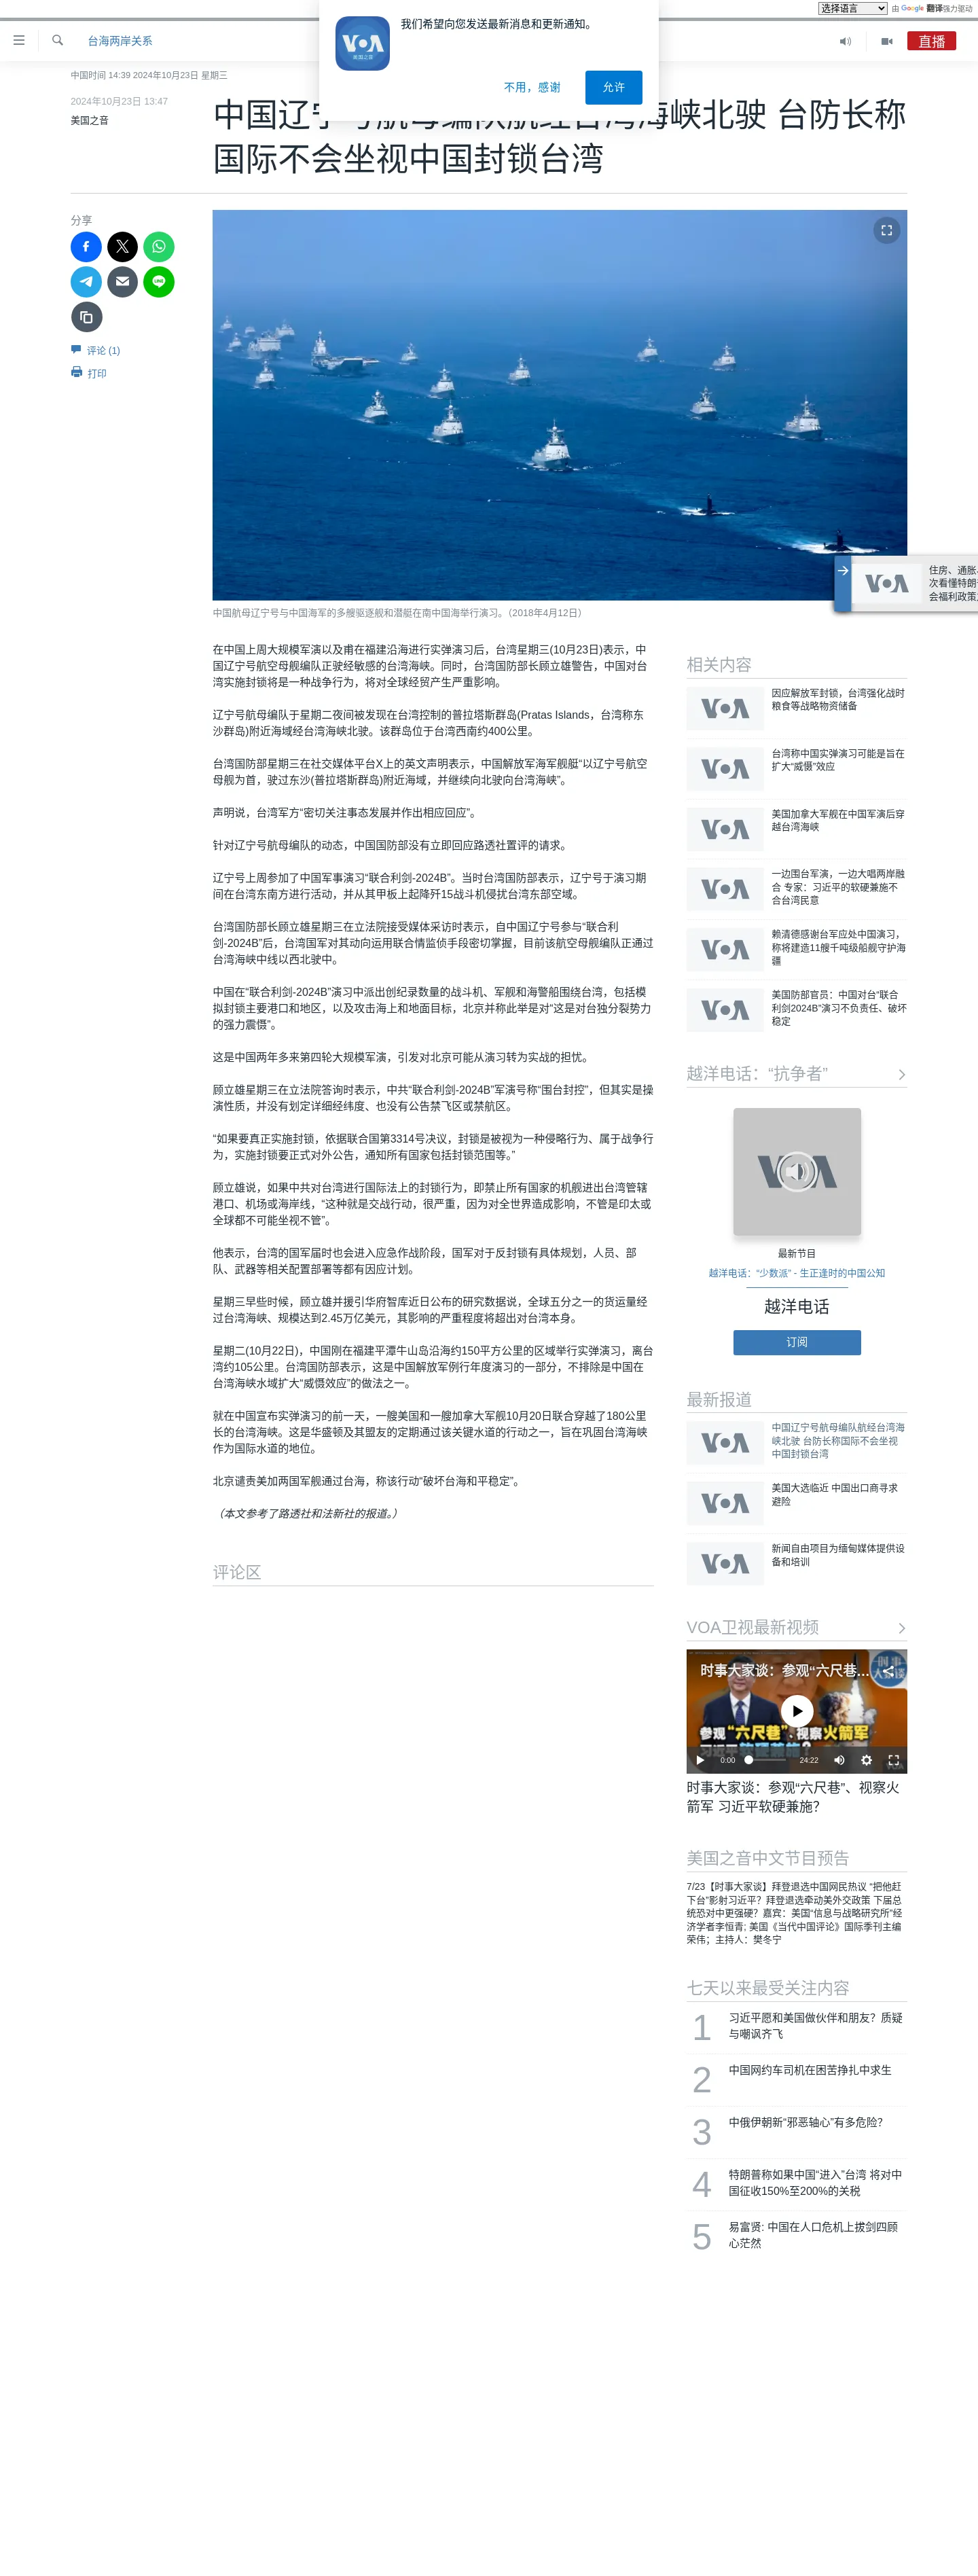 选择语言
由 Google 翻译强力驱动
我们希望向您发送最新消息和更新通知。
VOA
美国之音
不用，感谢
允许
台海两岸关系
直播
中国时间 14:39 2024年10月23日 星期三
2024年10月23日 13:47
美国之音
国际不会坐视中国封锁台湾
分享
评论 (1)
打印
中国航母辽宁号与中国海军的多艘驱逐舰和潜艇在南中国海举行演习。（2018年4月12日）
在中国上周大规模军演以及甫在福建沿海进行实弹演习后，台湾星期三(10月23日)表示，中
国辽宁号航空母舰编队正驶经敏感的台湾海峡。同时，台湾国防部长顾立雄警告，中国对台
湾实施封锁将是一种战争行为，将对全球经贸产生严重影响。
辽宁号航母编队于星期二夜间被发现在台湾控制的普拉塔斯群岛(Pratas Islands，台湾称东
沙群岛)附近海域经台湾海峡北驶。该群岛位于台湾西南约400公里。
台湾国防部星期三在社交媒体平台X上的英文声明表示，中国解放军海军舰艇“以辽宁号航空
母舰为首，驶过东沙(普拉塔斯群岛)附近海域，并继续向北驶向台湾海峡”。
声明说，台湾军方“密切关注事态发展并作出相应回应”。
针对辽宁号航母编队的动态，中国国防部没有立即回应路透社置评的请求。
辽宁号上周参加了中国军事演习“联合利剑-2024B”。当时台湾国防部表示，辽宁号于演习期
间在台湾东南方进行活动，并从其甲板上起降歼15战斗机侵扰台湾东部空域。
台湾国防部长顾立雄星期三在立法院接受媒体采访时表示，自中国辽宁号参与“联合利
剑-2024B”后，台湾国军对其动向运用联合情监侦手段密切掌握，目前该航空母舰编队正通过
台湾海峡中线以西北驶中。
中国在“联合利剑-2024B”演习中派出创纪录数量的战斗机、军舰和海警船围绕台湾，包括模
拟封锁主要港口和地区，以及攻击海上和地面目标，北京并称此举是对“这是对台独分裂势力
的强力震慑”。
这是中国两年多来第四轮大规模军演，引发对北京可能从演习转为实战的担忧。
顾立雄星期三在立法院答询时表示，中共“联合利剑-2024B”军演号称“围台封控”，但其实是操
演性质，并没有划定详细经纬度、也没有公告禁飞区或禁航区。
“如果要真正实施封锁，依据联合国第3314号决议，封锁是被视为一种侵略行为、属于战争行
为，实施封锁要正式对外公告，通知所有国家包括封锁范围等。”
顾立雄说，如果中共对台湾进行国际法上的封锁行为，即禁止所有国家的机舰进出台湾管辖
港口、机场或海岸线，“这种就是交战行动，很严重，因为对全世界造成影响，不管是印太或
全球都不可能坐视不管”。
他表示，台湾的国军届时也会进入应急作战阶段，国军对于反封锁有具体规划，人员、部
队、武器等相关配置部署等都有因应计划。
星期三早些时候，顾立雄并援引华府智库近日公布的研究数据说，全球五分之一的货运量经
过台湾海峡、规模达到2.45万亿美元，其影响的严重程度将超出对台湾本身。
星期二(10月22日)，中国刚在福建平潭牛山岛沿海约150平方公里的区域举行实弹演习，离台
湾约105公里。台湾国防部表示，这是中国解放军例行年度演习的一部分，不排除是中国在
台湾海峡水域扩大“威慑效应”的做法之一。
就在中国宣布实弹演习的前一天，一艘美国和一艘加拿大军舰10月20日联合穿越了180公里
长的台湾海峡。这是华盛顿及其盟友的定期通过该关键水道的行动之一，旨在巩固台湾海峡
作为国际水道的地位。
北京谴责美加两国军舰通过台海，称该行动“破坏台海和平稳定”。
（本文参考了路透社和法新社的报道。）
评论区
VOA
住房、通胀、
次看懂特朗普
会福利政策
相关内容
VOA
因应解放军封锁，台湾强化战时
粮食等战略物资储备
VOA
台湾称中国实弹演习可能是旨在
扩大“威慑”效应
VOA
美国加拿大军舰在中国军演后穿
越台湾海峡
VOA
一边围台军演，一边大唱两岸融
合 专家：习近平的软硬兼施不
合台湾民意
VOA
赖清德感谢台军应处中国演习，
称将建造11艘千吨级船舰守护海
疆
VOA
美国防部官员：中国对台“联合
利剑2024B”演习不负责任、破坏
稳定
越洋电话：“抗争者”
VOA
最新节目
越洋电话：“少数派” - 生正逢时的中国公知
越洋电话
订阅
最新报道
VOA
中国辽宁号航母编队航经台湾海
峡北驶 台防长称国际不会坐视
中国封锁台湾
VOA
美国大选临近 中国出口商寻求
避险
VOA
新闻自由项目为缅甸媒体提供设
备和培训
VOA卫视最新视频
时事大家谈：参观“六尺巷...
时事大家谈
参观“六尺巷”、视察火箭军
习近平软硬兼施？
0:00
24:22
时事大家谈：参观“六尺巷”、视察火
箭军 习近平软硬兼施？
美国之音中文节目预告
7/23【时事大家谈】拜登退选中国网民热议 “把他赶
下台”影射习近平？拜登退选牵动美外交政策 下届总
统恐对中更强硬？嘉宾：美国“信息与战略研究所”经
济学者李恒青; 美国《当代中国评论》国际季刊主编
荣伟；主持人：樊冬宁
七天以来最受关注内容
1
习近平愿和美国做伙伴和朋友？质疑
与嘲讽齐飞
2
中国网约车司机在困苦挣扎中求生
3
中俄伊朝新“邪恶轴心”有多危险？
4
特朗普称如果中国“进入”台湾 将对中
国征收150%至200%的关税
5
易富贤: 中国在人口危机上拔剑四顾
心茫然